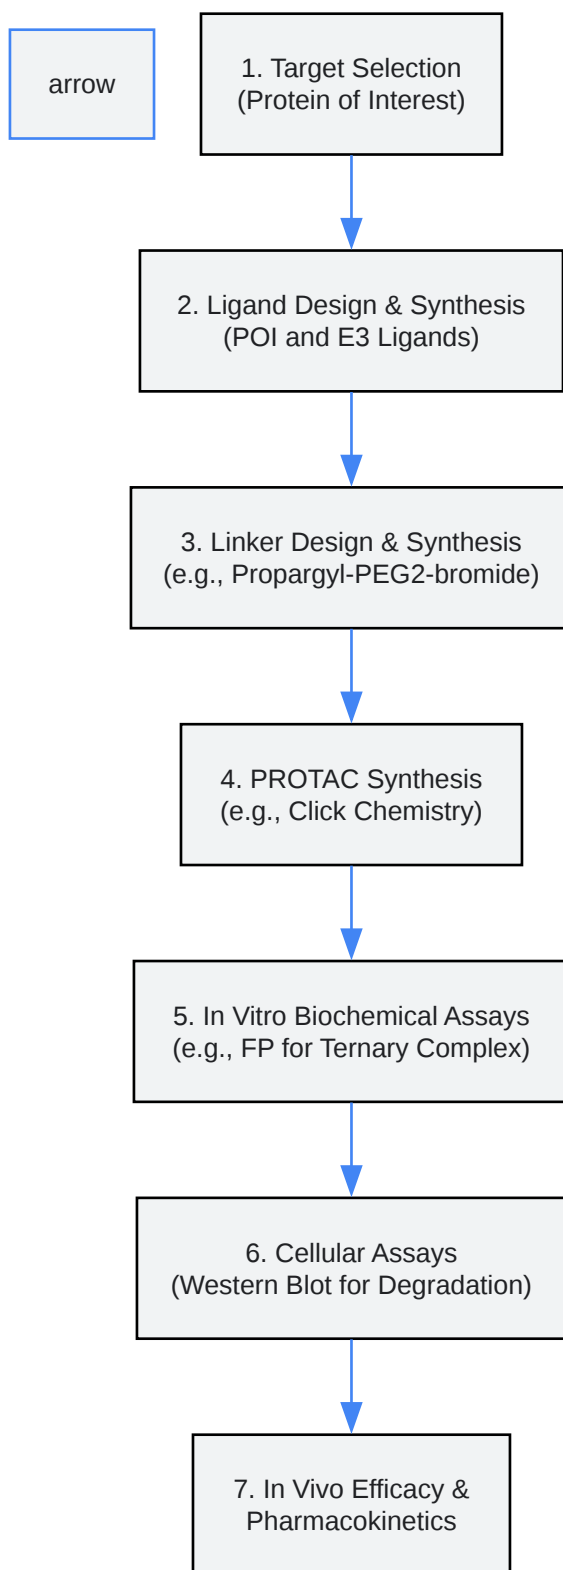 arrow
1. Target Selection
(Protein of Interest)
2. Ligand Design & Synthesis
(POI and E3 Ligands)
3. Linker Design & Synthesis
(e.g., Propargyl-PEG2-bromide)
4. PROTAC Synthesis
(e.g., Click Chemistry)
5. In Vitro Biochemical Assays
(e.g., FP for Ternary Complex)
6. Cellular Assays
(Western Blot for Degradation)
7. In Vivo Efficacy &
Pharmacokinetics